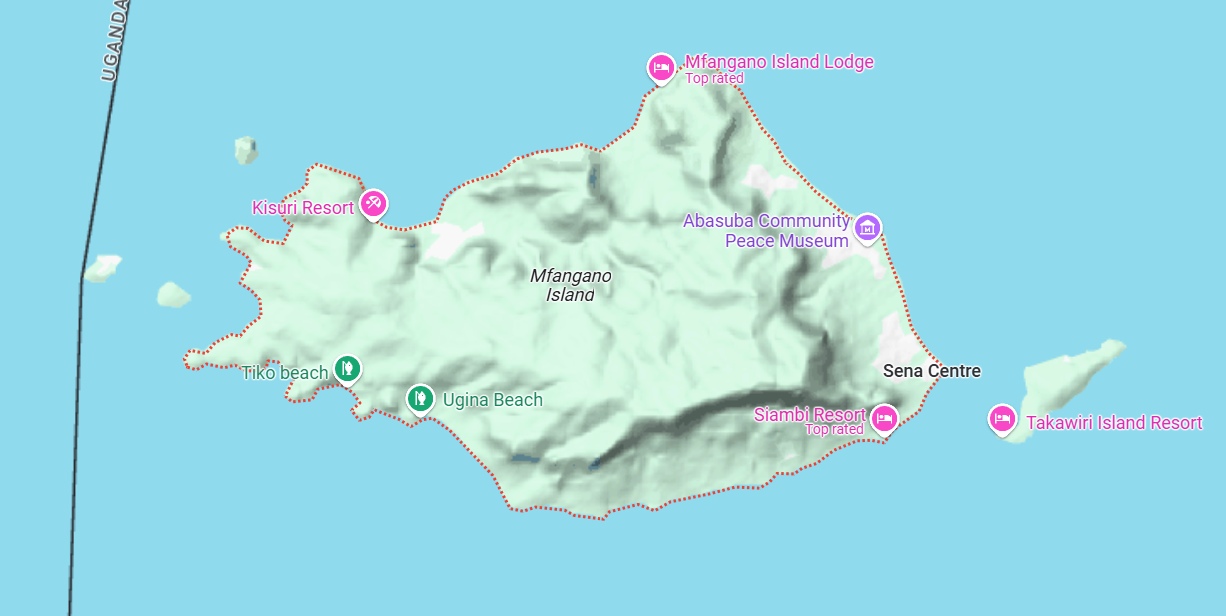 UGANDA
Mfangano Island Lodge
Top rated
Kisuri Resort
Abasuba Community
Peace Museum
Mfangano
Island
Tiko beach
Ugina Beach
Sena Centre
Siambi Resort
Top rated
Takawiri Island Resort